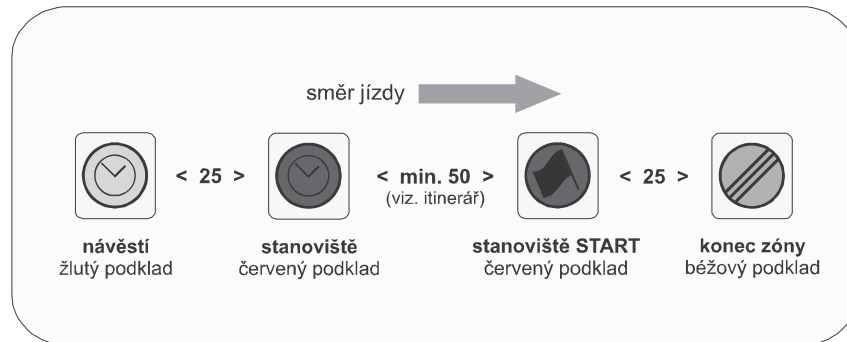 směr jízdy
< 25 >
< min. 50 >
(viz. itinerář)
< 25 >
návěstí
žlutý podklad
stanoviště
červený podklad
stanoviště START
červený podklad
konec zóny
béžový podklad